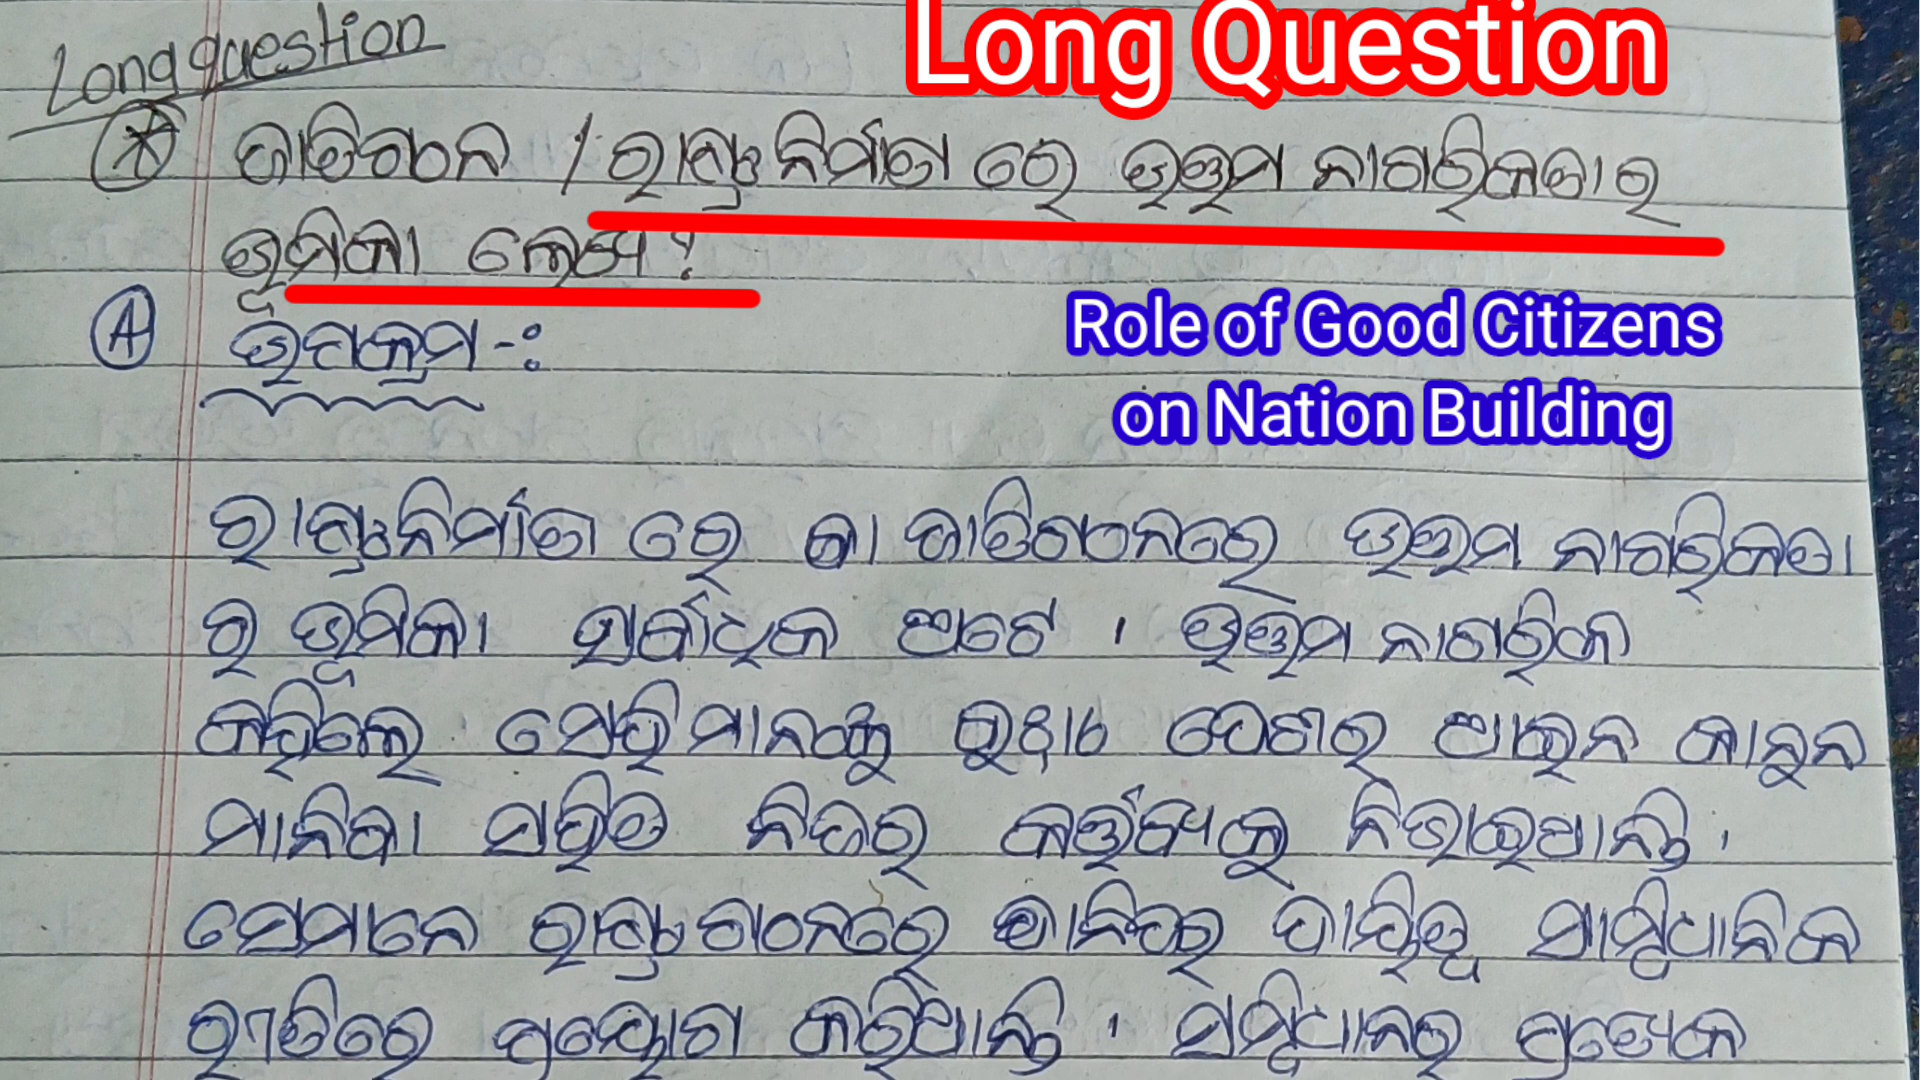 Long question
Long Question
ଜାତିଗଠନ / ରାଷ୍ଟ୍ରନିର୍ମାଣ ରେ ଉତ୍ତମ ନାଗରିକତାର
ଭୂମିକା ଲେଖ?
A ଉପକ୍ରମ -:
Role of Good Citizens
on Nation Building
ରାଷ୍ଟ୍ରନିର୍ମାଣ ରେ ବା ଜାତିଗଠନରେ ଉତ୍ତମ ନାଗରିକତା
ର ଭୂମିକା ସର୍ବାଧିକ ଅଟେ । ଉତ୍ତମ ନାଗରିକ
କହିଲେ ସେହିମାନଙ୍କୁ ବୁଝାଏ ଦେଶର ଆଇନ କାନୁନ
ମାନିବା ସହିତ ନିଜର କର୍ତ୍ତବ୍ୟକୁ ନିଭାଇଥାନ୍ତି ।
ସେମାନେ ରାଷ୍ଟ୍ରଗଠନରେ ଦାୟିତ୍ୱ ସାମ୍ବିଧାନିକ
ରୀତିରେ ପ୍ରୟୋଗ କରିଥାନ୍ତି । ସମ୍ବିଧାନର ପ୍ରତ୍ୟେକ